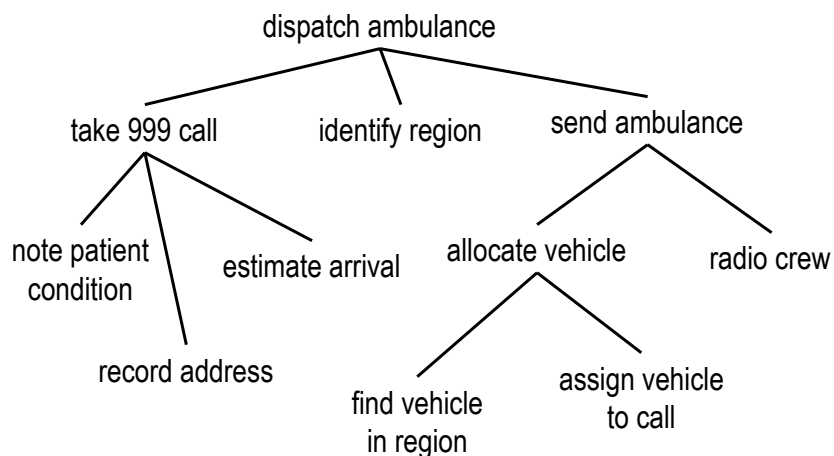 dispatch ambulance
take 999 call
identify region
send ambulance
note patient
condition
estimate arrival
allocate vehicle
radio crew
record address
find vehicle
in region
assign vehicle
to call